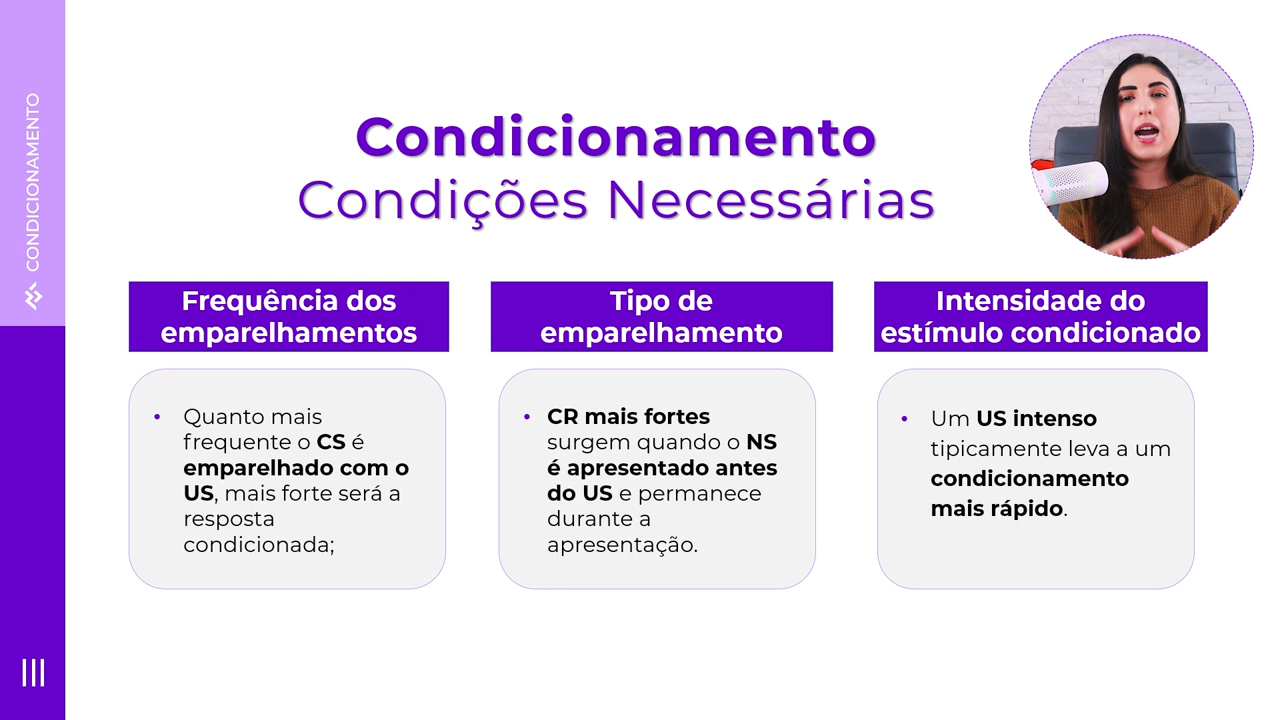 CONDICIONAMENTO
Condicionamento
Condições Necessárias
Frequência dos
emparelhamentos
• Quanto mais
frequente o CS é
emparelhado com o
US, mais forte será a
resposta
condicionada;
Tipo de
emparelhamento
• CR mais fortes
surgem quando o NS
é apresentado antes
do US e permanece
durante a
apresentação.
Intensidade do
estímulo condicionado
• Um US intenso
tipicamente leva a um
condicionamento
mais rápido.